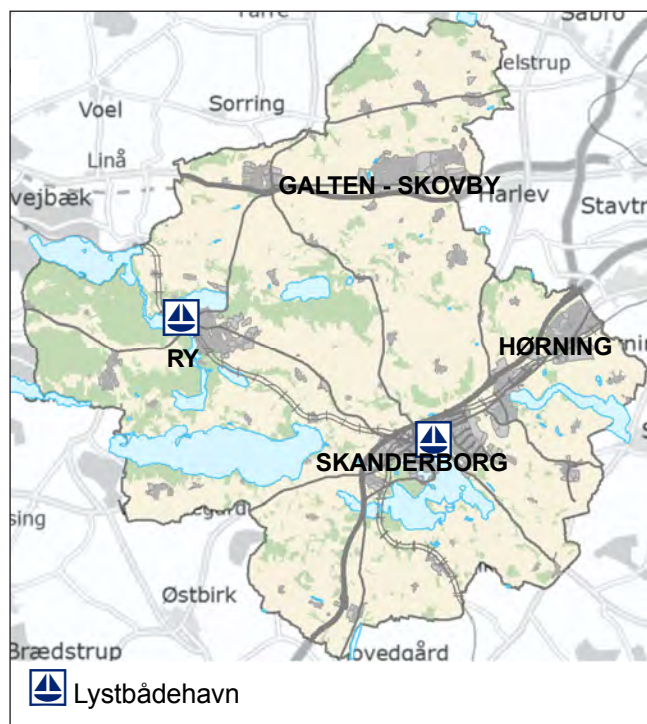 Sabro
Voel
Sorring
elstrup
Linå
vejbæk
GALTEN - SKOVBY
Harlev
Stavtr
RY
HØRNING
SKANDERBORG
sing
Østbirk
Brædstrup
ovedgård
Lystbådehavn